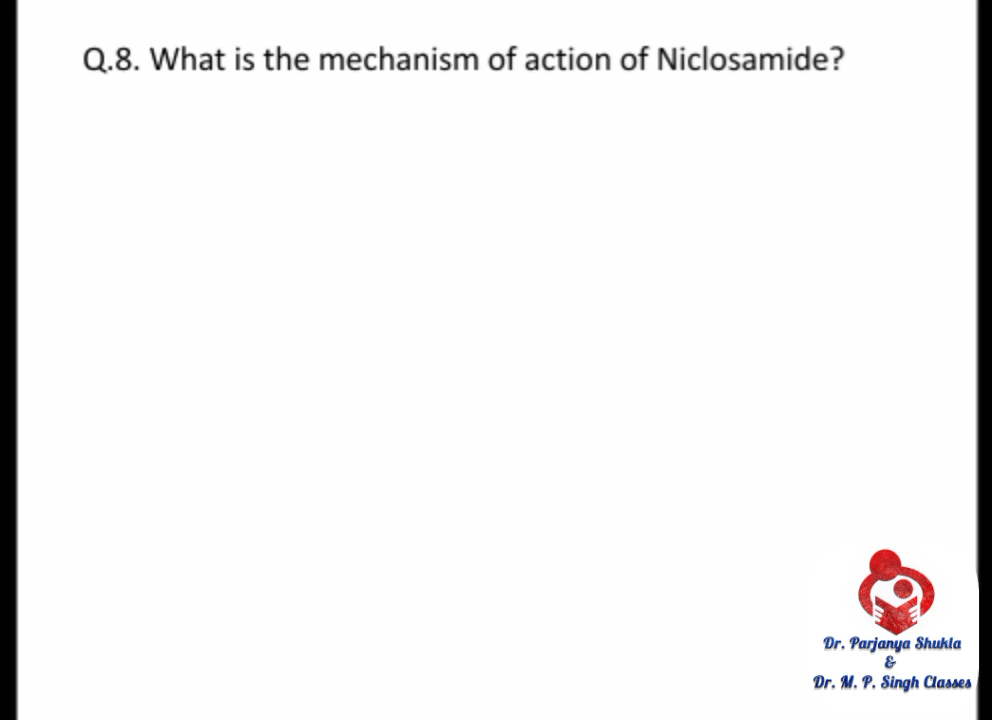 Q.8. What is the mechanism of action of Niclosamide?
Dr. Parjanya Shukla
&
Dr. M. P. Singh Classes